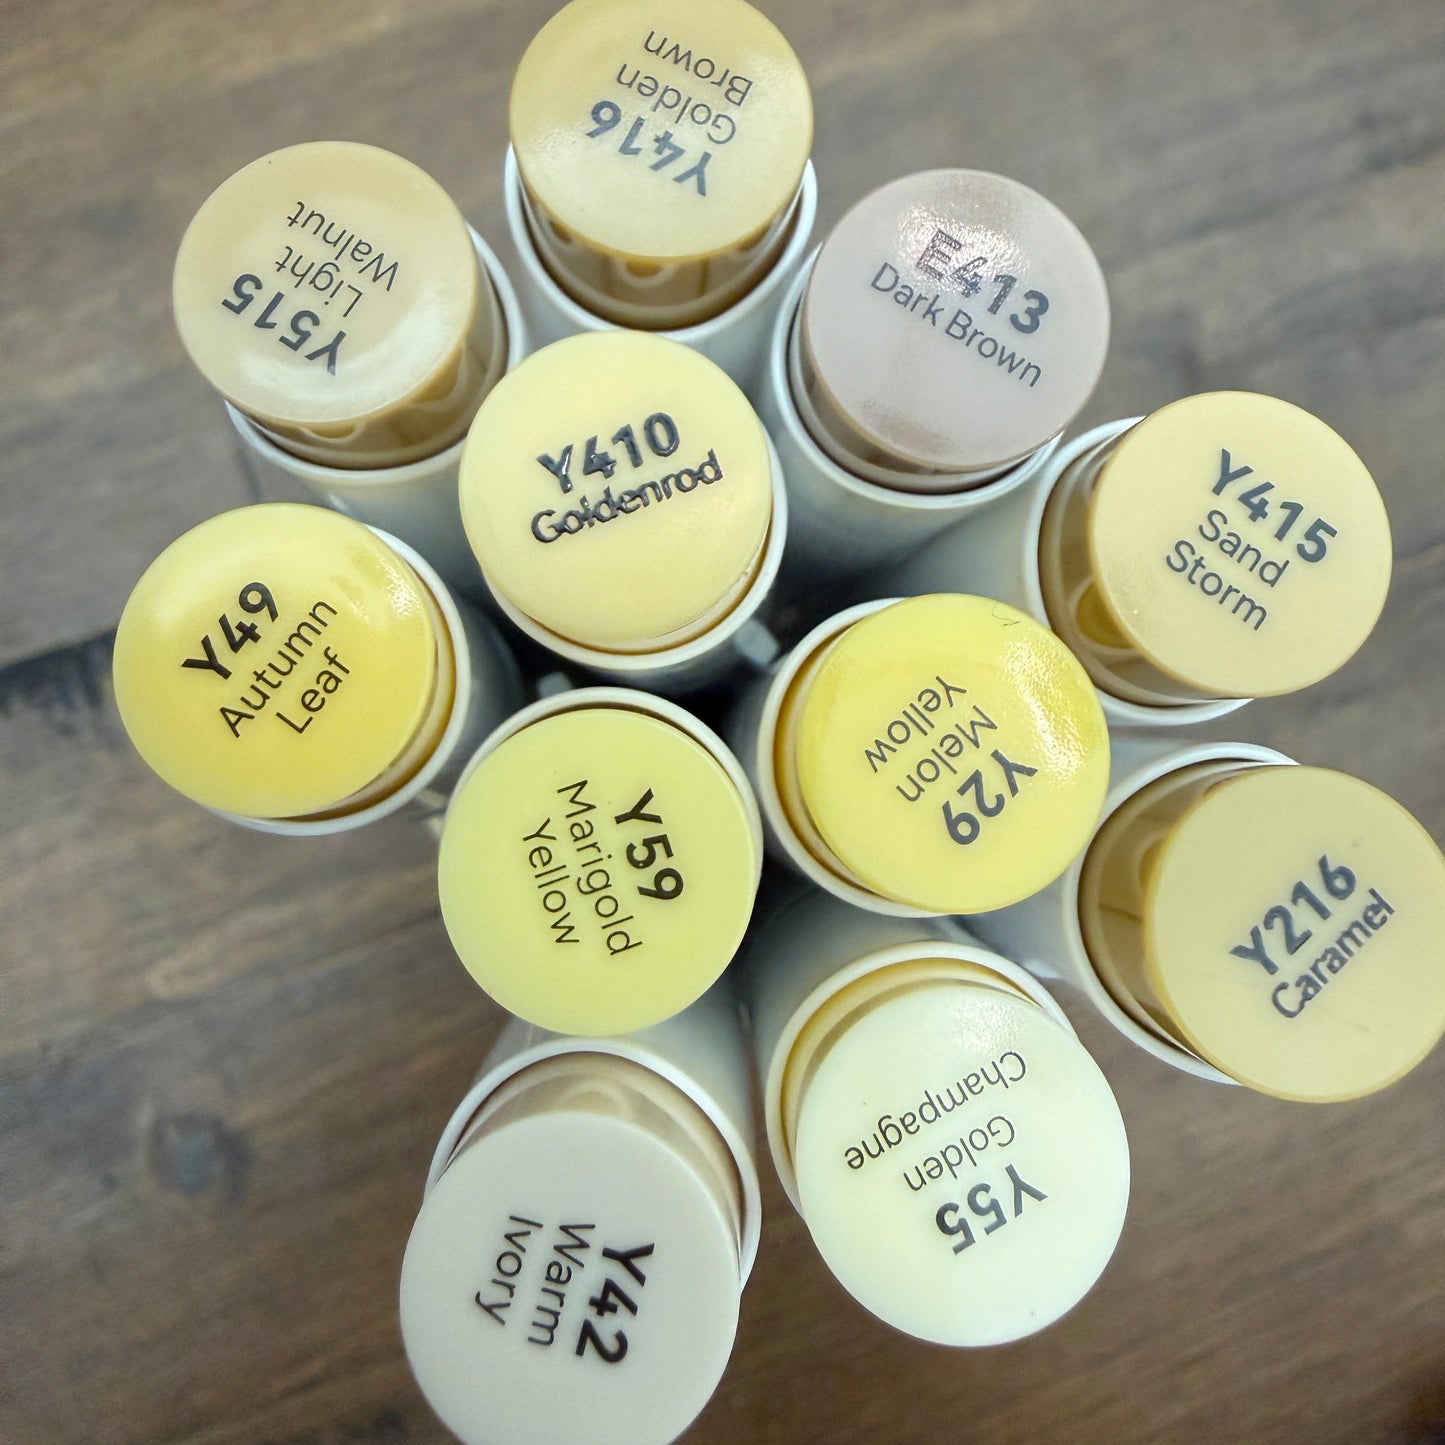 Y416
Golden
Brown
Y515
Light
Walnut
E413
Dark Brown
Y410
Goldenrod
Y415
Sand
Storm
Y49
Autumn
Leaf
Y29
Melon
Yellow
Y59
Marigold
Yellow
Y216
Caramel
Y55
Golden
Champagne
Y42
Warm
Ivory